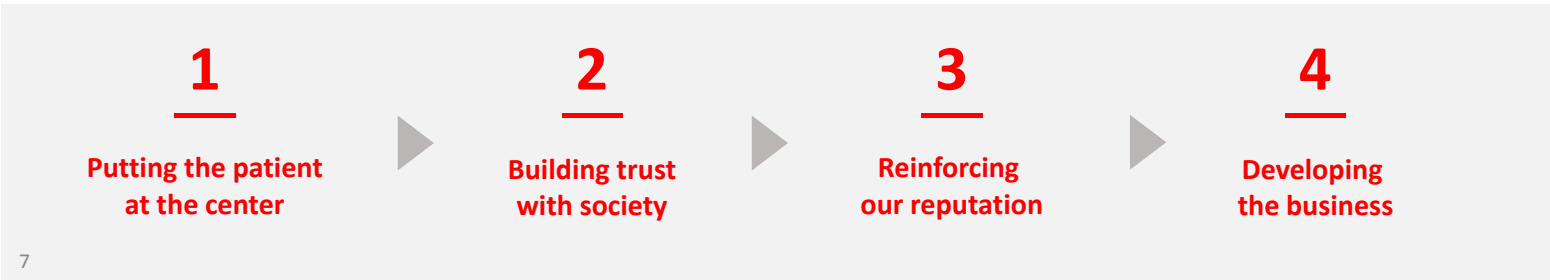 1
Putting the patient
at the center
2
Building trust
with society
3
Reinforcing
our reputation
4
Developing
the business
7